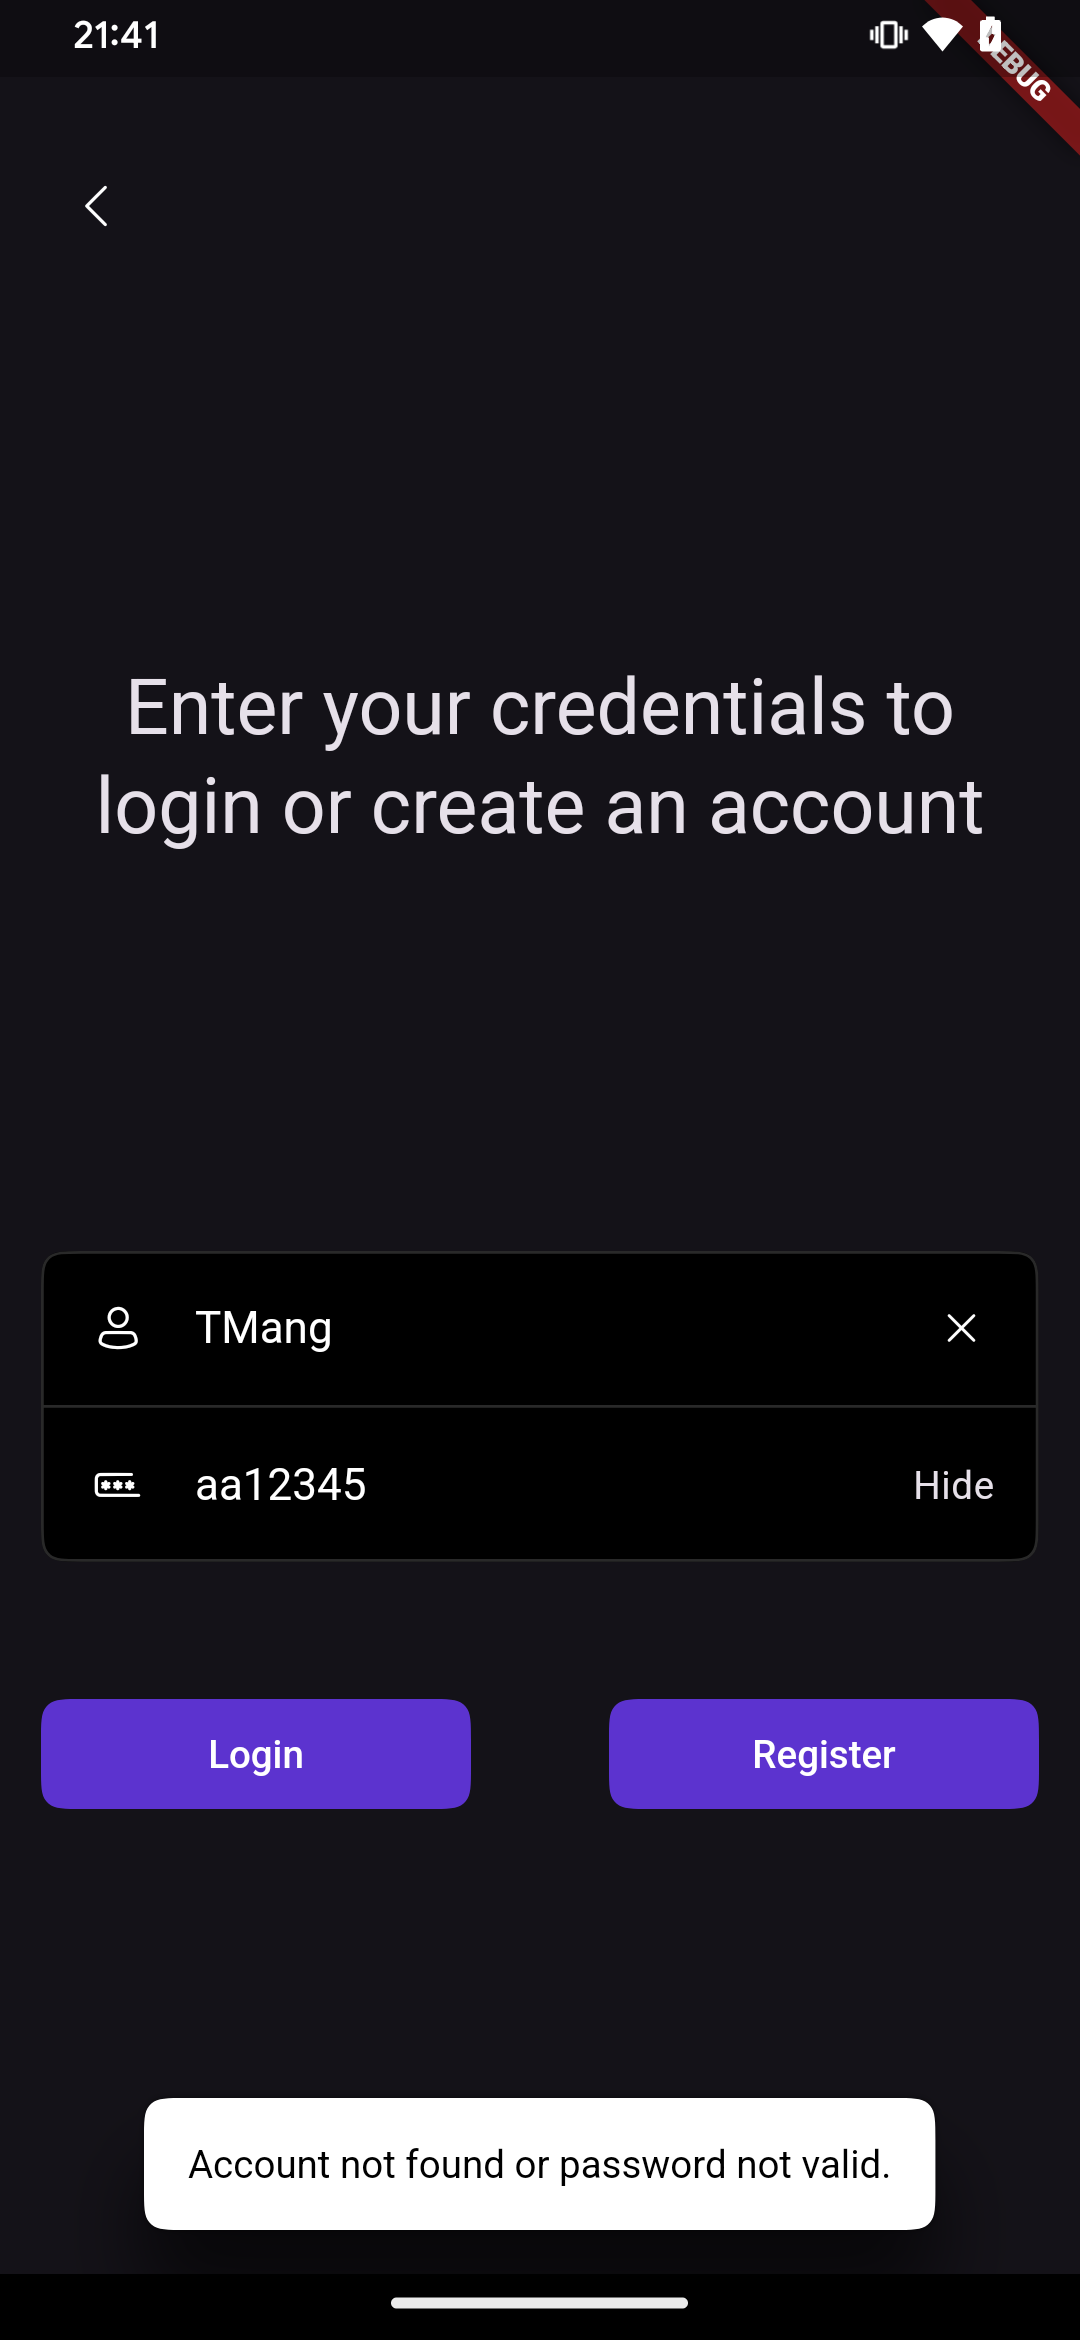 21:41
DEBUG
Enter your credentials to
login or create an account
TMang
***
aa12345
Hide
Login
Register
Account not found or password not valid.